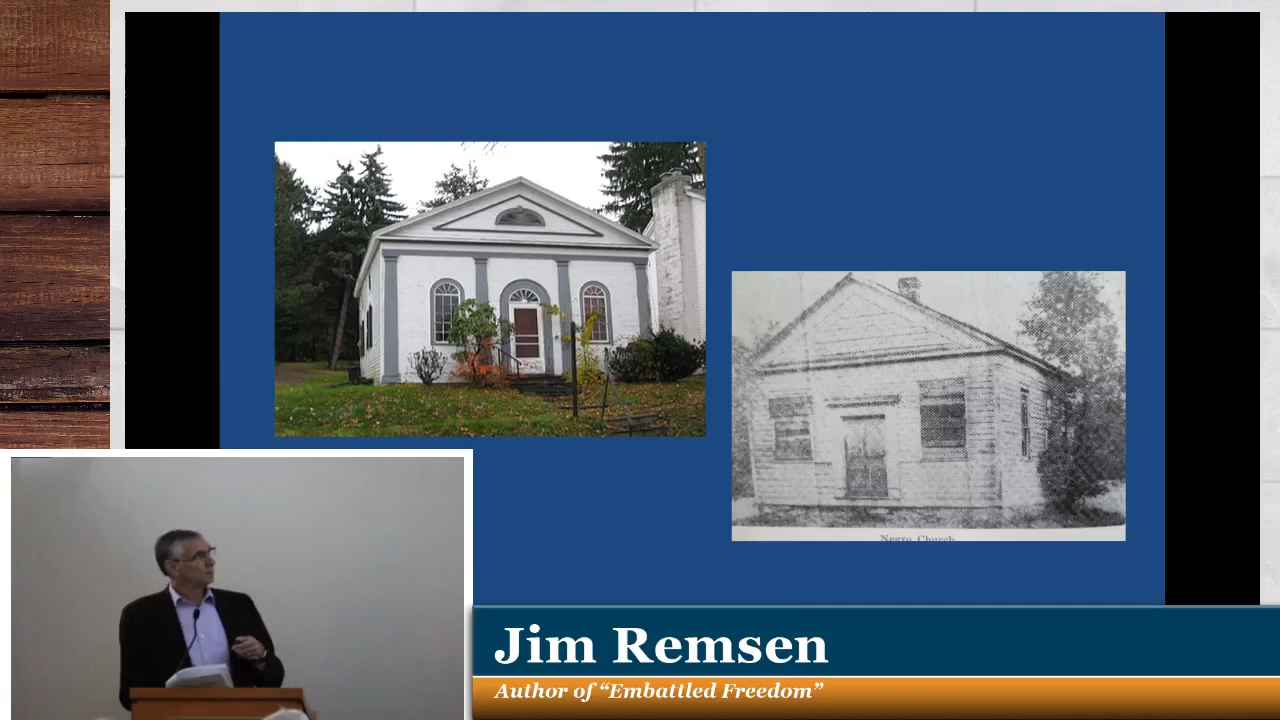 Negro Church
Jim Remsen
Author of “Embattled Freedom”